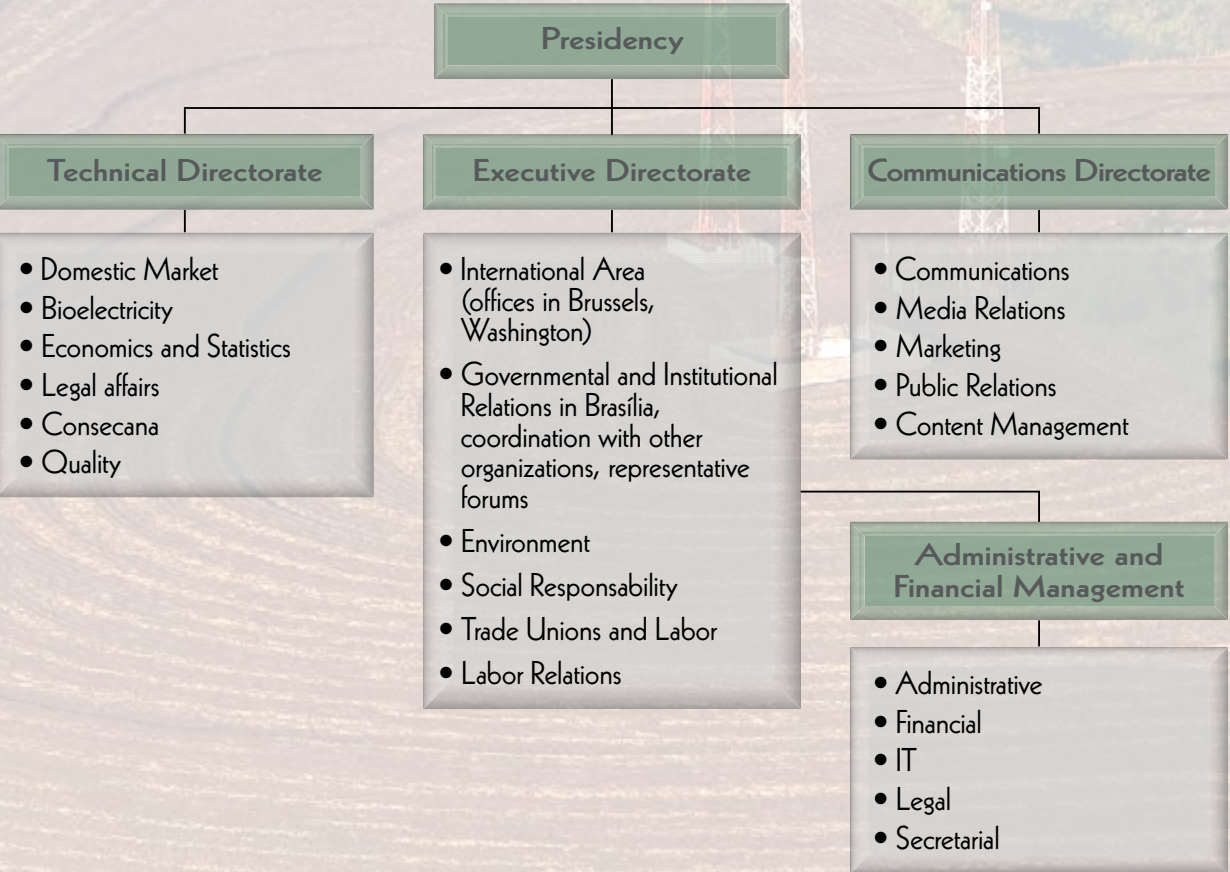 Presidency
Technical Directorate
• Domestic Market
• Bioelectricity
• Economics and Statistics
• Legal affairs
• Consecana
• Quality
Executive Directorate
• International Area
(offices in Brussels,
Washington)
• Governmental and Institutional
Relations in Brasília,
coordination with other
organizations, representative
forums
• Environment
• Social Responsability
• Trade Unions and Labor
• Labor Relations
Communications Directorate
• Communications
• Media Relations
• Marketing
• Public Relations
• Content Management
Administrative and
Financial Management
• Administrative
• Financial
• IT
• Legal
• Secretarial